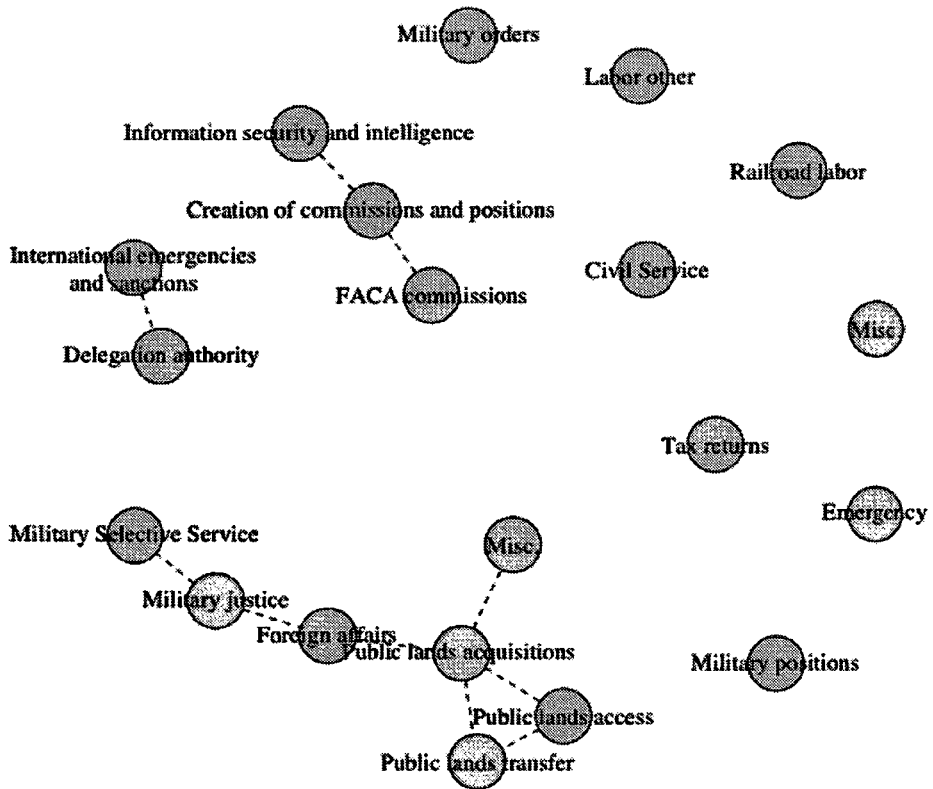 Military orders
Labor other
Information security and intelligence
Railroad labor
Creation of commissions and positions
International emergencies
and sanctions
Civil Service
FACA commissions
Misc.
Delegation authority
Tax returns
Emergency
Military Selective Service
Misc.
Military justice
Foreign affairs
Public lands acquisitions
Military positions
Public lands access
Public lands transfer